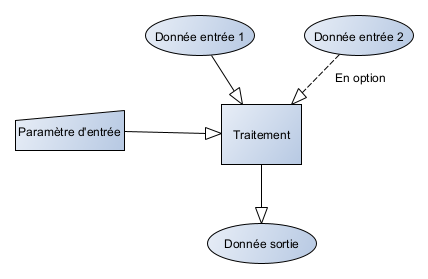 Donnée entrée 1
Donnée entrée 2
En option
Paramètre d'entrée
Traitement
Donnée sortie